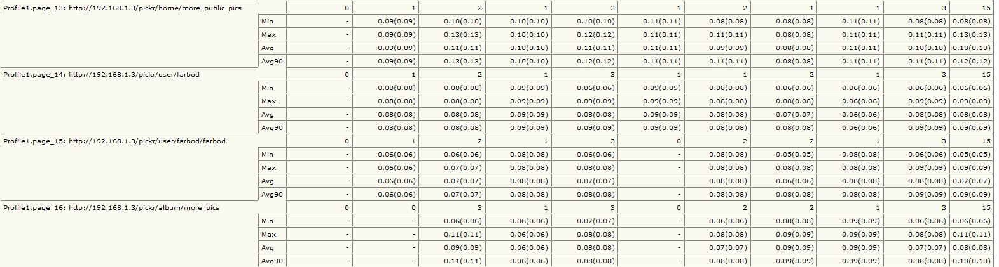 Profile1.page_13: http://192.168.1.3/pickr/home/more_public_pics 0 1 2 1 3 1 2 1 1 3 15
Min - 0.09(0.09) 0.10(0.10) 0.10(0.10) 0.10(0.10) 0.11(0.11) 0.08(0.08) 0.08(0.08) 0.11(0.11) 0.08(0.08) 0.08(0.08)
Max - 0.09(0.09) 0.13(0.13) 0.10(0.10) 0.12(0.12) 0.11(0.11) 0.11(0.11) 0.08(0.08) 0.11(0.11) 0.11(0.11) 0.13(0.13)
Avg - 0.09(0.09) 0.11(0.11) 0.10(0.10) 0.11(0.11) 0.11(0.11) 0.09(0.09) 0.08(0.08) 0.11(0.11) 0.10(0.10) 0.10(0.10)
Avg90 - 0.09(0.09) 0.13(0.13) 0.10(0.10) 0.12(0.12) 0.11(0.11) 0.11(0.11) 0.08(0.08) 0.11(0.11) 0.11(0.11) 0.12(0.12)
Profile1.page_14: http://192.168.1.3/pickr/user/farbod 0 1 2 1 3 1 1 2 1 3 15
Min - 0.08(0.08) 0.08(0.08) 0.09(0.09) 0.06(0.06) 0.09(0.09) 0.08(0.08) 0.06(0.06) 0.06(0.06) 0.06(0.06) 0.06(0.06)
Max - 0.08(0.08) 0.08(0.08) 0.09(0.09) 0.09(0.09) 0.09(0.09) 0.08(0.08) 0.08(0.08) 0.06(0.06) 0.09(0.09) 0.09(0.09)
Avg - 0.08(0.08) 0.08(0.08) 0.09(0.09) 0.08(0.08) 0.09(0.09) 0.08(0.08) 0.07(0.07) 0.06(0.06) 0.08(0.08) 0.08(0.08)
Avg90 - 0.08(0.08) 0.08(0.08) 0.09(0.09) 0.09(0.09) 0.09(0.09) 0.08(0.08) 0.08(0.08) 0.06(0.06) 0.09(0.09) 0.09(0.09)
Profile1.page_15: http://192.168.1.3/pickr/user/farbod/farbod 0 1 2 1 3 0 2 2 1 3 15
Min - 0.06(0.06) 0.06(0.06) 0.08(0.08) 0.06(0.06) - 0.08(0.08) 0.05(0.05) 0.08(0.08) 0.06(0.06) 0.05(0.05)
Max - 0.06(0.06) 0.07(0.07) 0.08(0.08) 0.08(0.08) - 0.08(0.08) 0.08(0.08) 0.08(0.08) 0.09(0.09) 0.09(0.09)
Avg - 0.06(0.06) 0.07(0.07) 0.08(0.08) 0.07(0.07) - 0.08(0.08) 0.06(0.06) 0.08(0.08) 0.08(0.08) 0.07(0.07)
Avg90 - 0.06(0.06) 0.07(0.07) 0.08(0.08) 0.08(0.08) - 0.08(0.08) 0.08(0.08) 0.08(0.08) 0.09(0.09) 0.09(0.09)
Profile1.page_16: http://192.168.1.3/pickr/album/more_pics 0 0 3 1 3 0 2 2 1 3 15
Min - - 0.06(0.06) 0.06(0.06) 0.07(0.07) - 0.06(0.06) 0.08(0.08) 0.09(0.09) 0.06(0.06) 0.06(0.06)
Max - - 0.11(0.11) 0.06(0.06) 0.08(0.08) - 0.08(0.08) 0.09(0.09) 0.09(0.09) 0.08(0.08) 0.11(0.11)
Avg - - 0.09(0.09) 0.06(0.06) 0.08(0.08) - 0.07(0.07) 0.09(0.09) 0.09(0.09) 0.07(0.07) 0.08(0.08)
Avg90 - - 0.11(0.11) 0.06(0.06) 0.08(0.08) - 0.08(0.08) 0.09(0.09) 0.09(0.09) 0.08(0.08) 0.10(0.10)